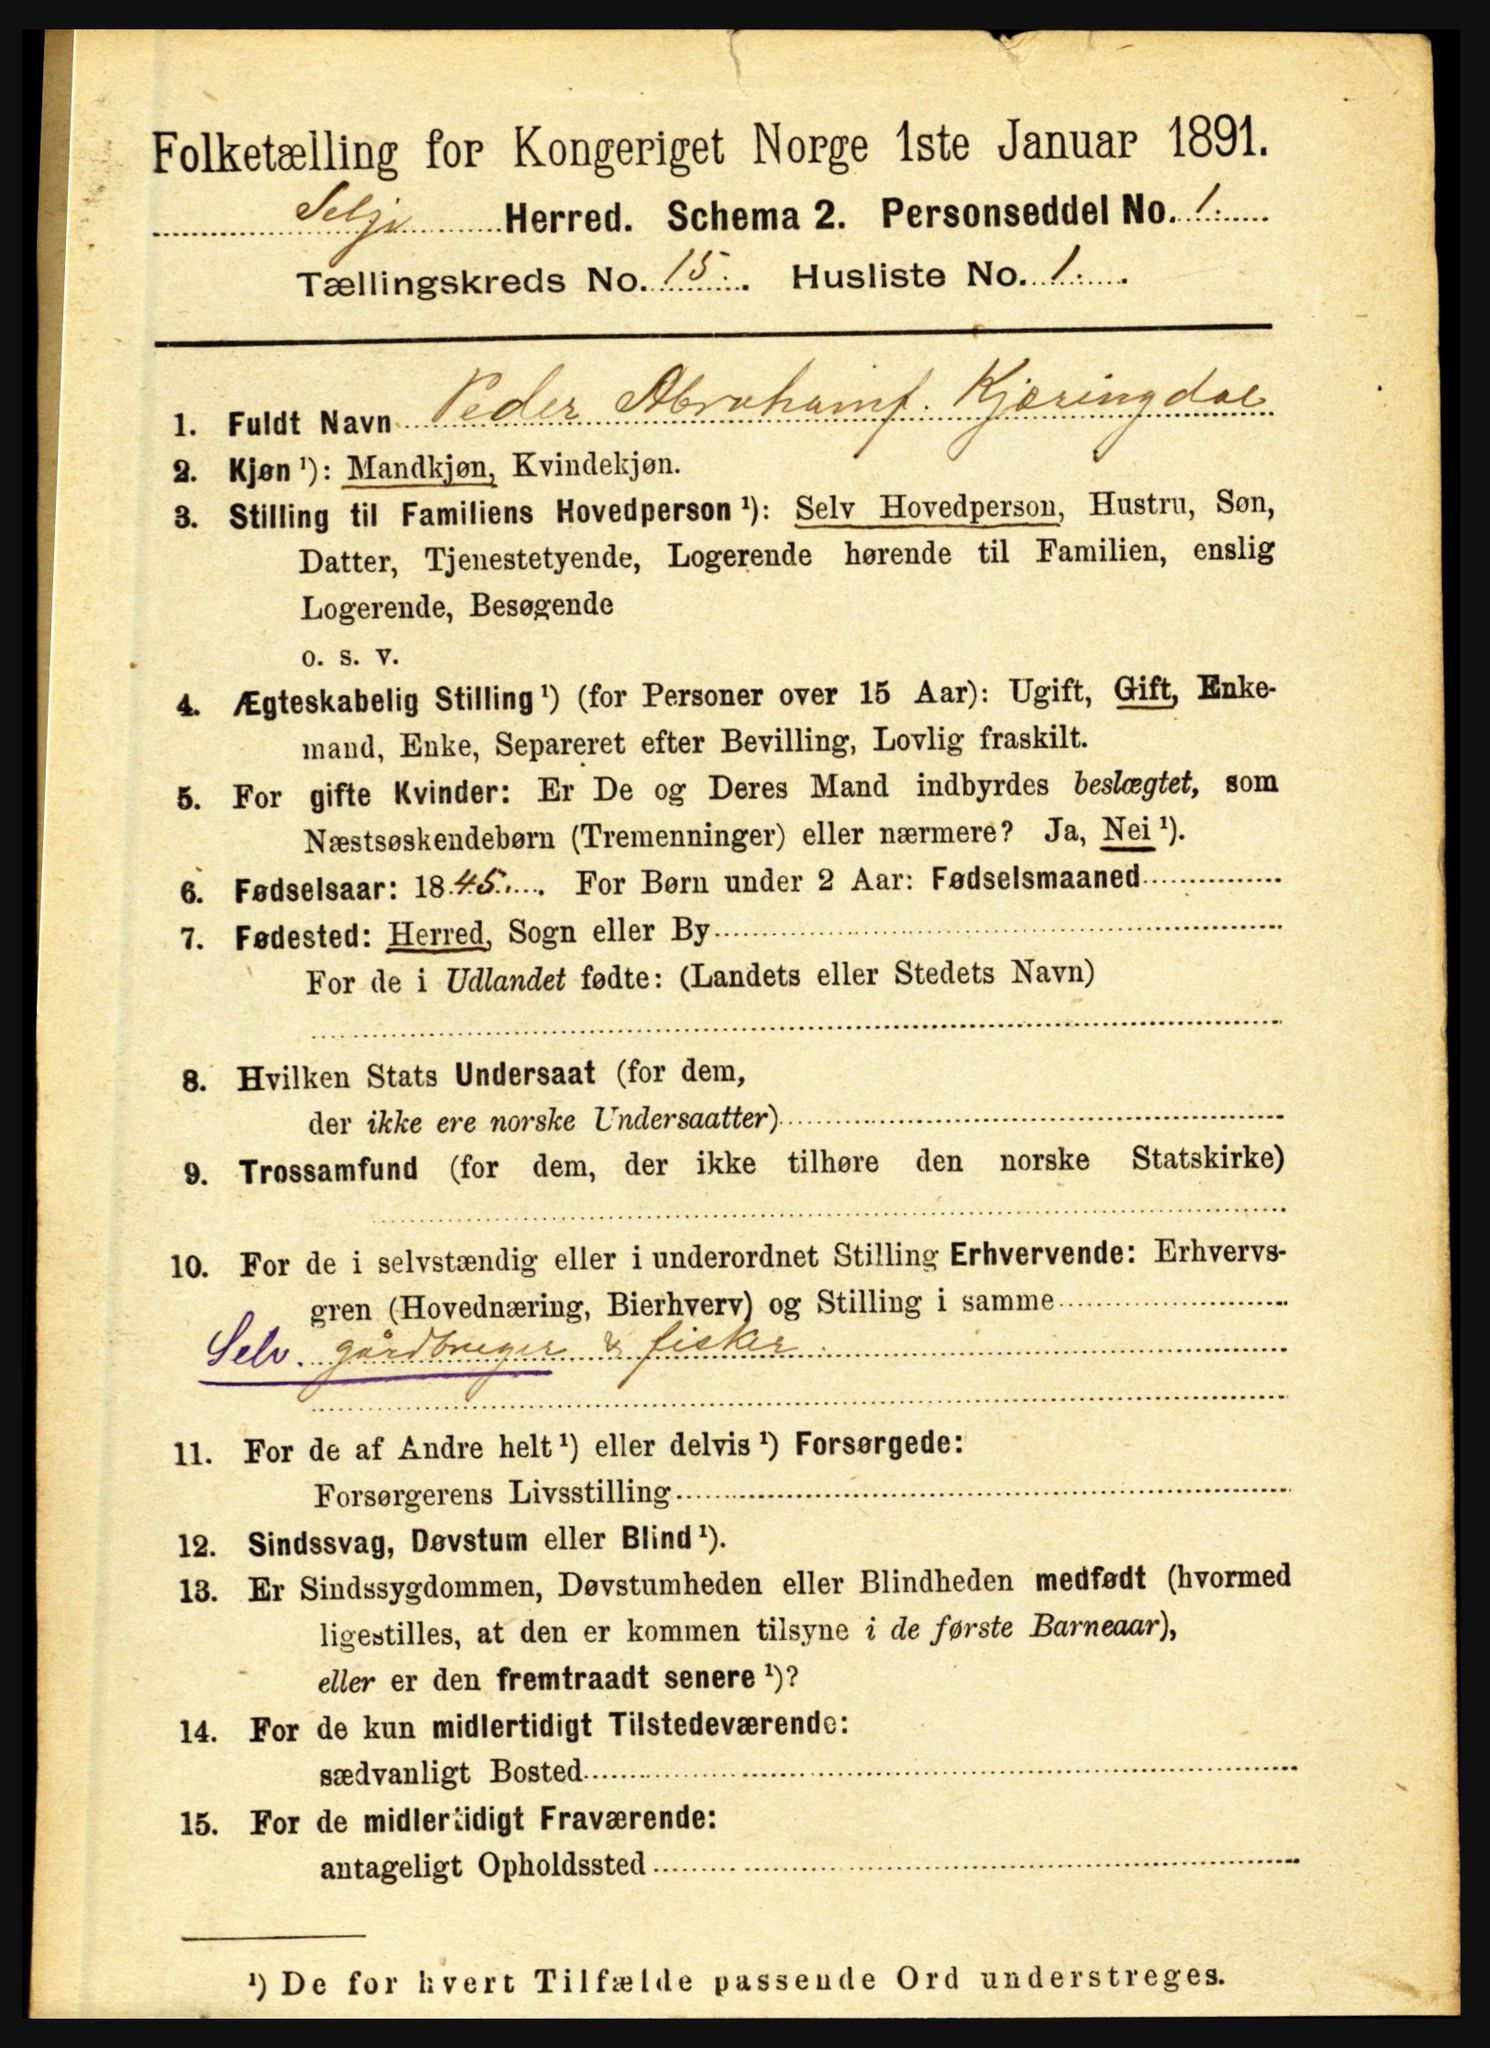 Folketælling for Kongeriget Norge 1ste Januar 1891.
Selje Herred. Schema 2. Personseddel No. 1.
Tællingskreds No. 15. Husliste No. 1.
1. Fuldt Navn Peder Abrahams. Kjæringdal
2. Kjøn ¹): Mandkjøn, Kvindekjøn.
3. Stilling til Familiens Hovedperson ¹): Selv Hovedperson, Hustru, Søn,
Datter, Tjenestetyende, Logerende hørende til Familien, enslig
Logerende, Besøgende
o. s. v.
4. Ægteskabelig Stilling ¹) (for Personer over 15 Aar): Ugift, Gift, Enke-
mand, Enke, Separeret efter Bevilling, Lovlig fraskilt.
5. For gifte Kvinder: Er De og Deres Mand indbyrdes beslægtet, som
Næstsøskendebørn (Tremenninger) eller nærmere? Ja, Nei ¹).
6. Fødselsaar: 1845. For Børn under 2 Aar: Fødselsmaaned
7. Fødested: Herred, Sogn eller By
For de i Udlandet fødte: (Landets eller Stedets Navn)
8. Hvilken Stats Undersaat (for dem,
der ikke ere norske Undersaatter)
9. Trossamfund (for dem, der ikke tilhøre den norske Statskirke)
10. For de i selvstændig eller i underordnet Stilling Erhvervende: Erhvervs-
gren (Hovednæring, Bierhverv) og Stilling i samme
Selv. gårdbruger & fisker
11. For de af Andre helt ¹) eller delvis ¹) Forsørgede:
Forsørgerens Livsstilling
12. Sindssvag, Døvstum eller Blind ¹).
13. Er Sindssygdommen, Døvstumheden eller Blindheden medfødt (hvormed
ligestilles, at den er kommen tilsyne i de første Barneaar),
eller er den fremtraadt senere ¹)?
14. For de kun midlertidigt Tilstedeværende:
sædvanligt Bosted
15. For de midlertidigt Fraværende:
antageligt Opholdssted
¹) De for hvert Tilfælde passende Ord understreges.